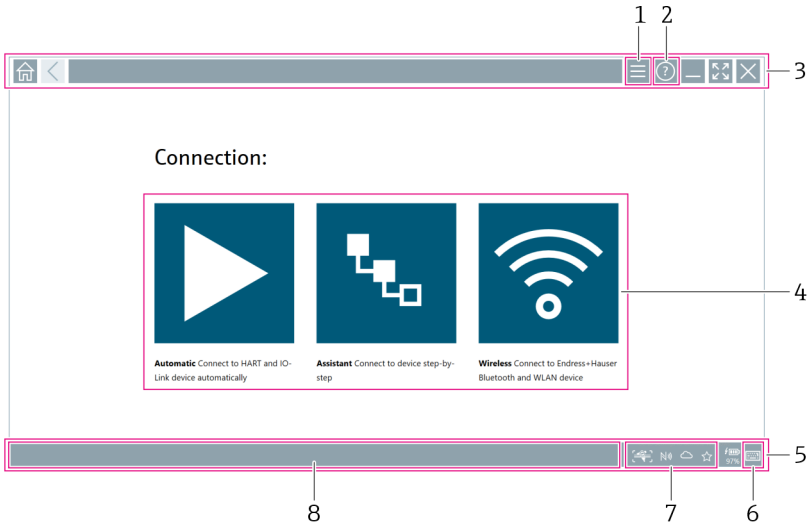 1 2
?
3
Connection:
4
Automatic Connect to HART and IO-
Link device automatically
Assistant Connect to device step-by-
step
Wireless Connect to Endress+Hauser
Bluetooth and WLAN device
N
97%
5
8
7
6